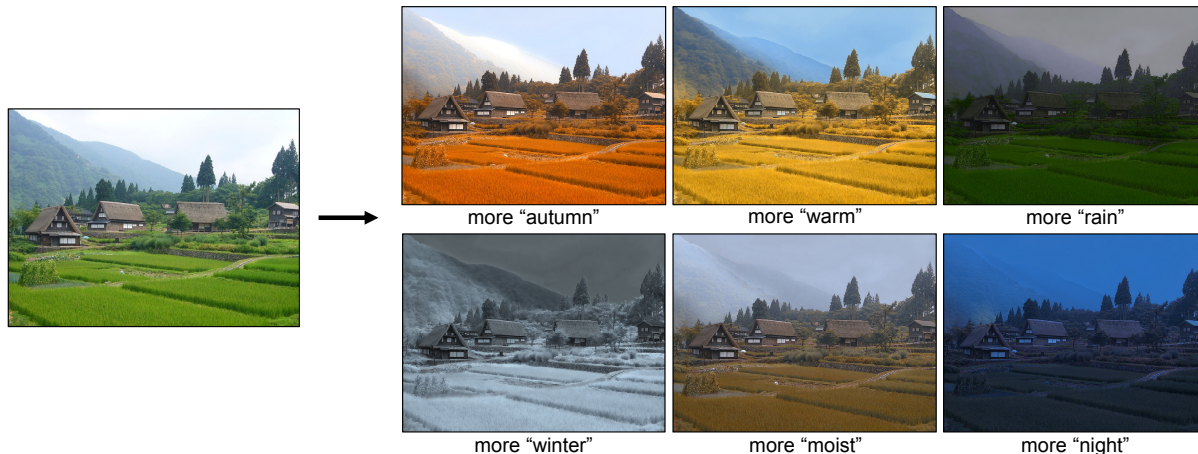 more “autumn”
more “warm”
more “rain”
more “winter”
more “moist”
more “night”